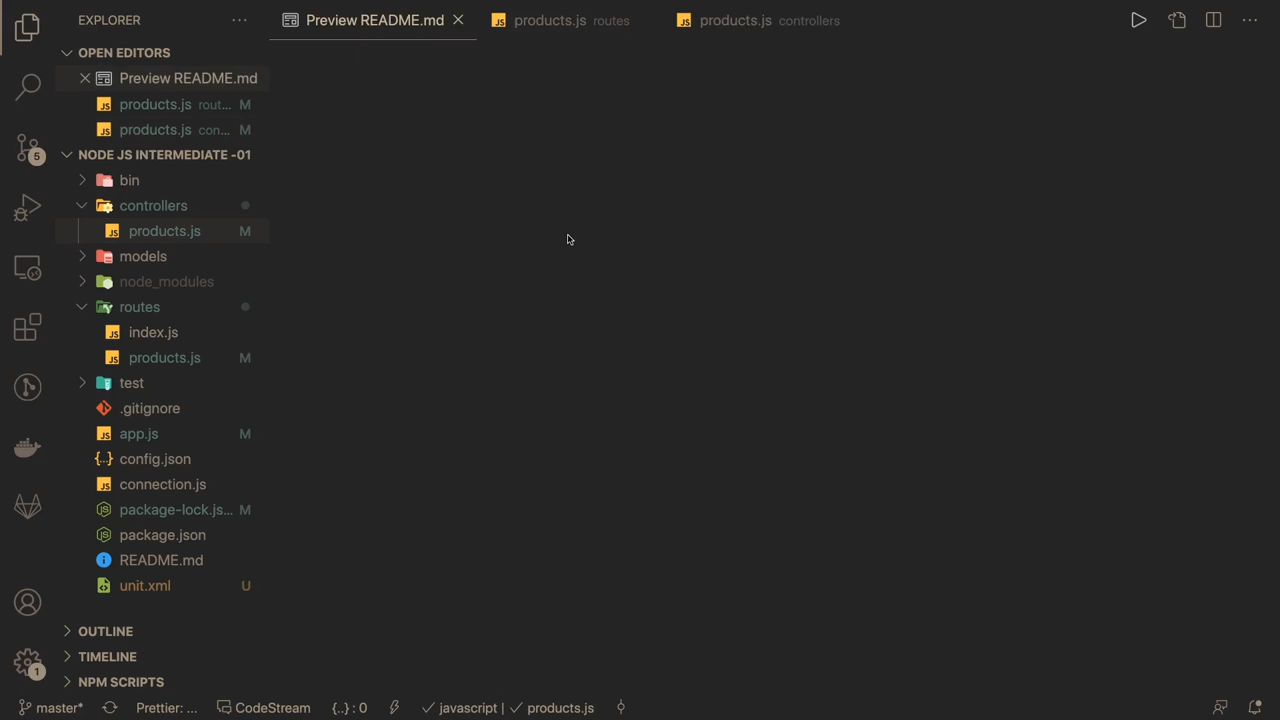 EXPLORER
Preview README.md
products.js routes
products.js controllers
OPEN EDITORS
Preview README.md
products.js rout... M
products.js con... M
5
NODE JS INTERMEDIATE -01
bin
controllers
products.js M
models
node_modules
routes
index.js
products.js M
test
.gitignore
app.js M
config.json
connection.js
package-lock.js... M
package.json
README.md
unit.xml U
OUTLINE
TIMELINE
1
NPM SCRIPTS
master* Prettier: ... CodeStream {..} : 0 javascript | products.js